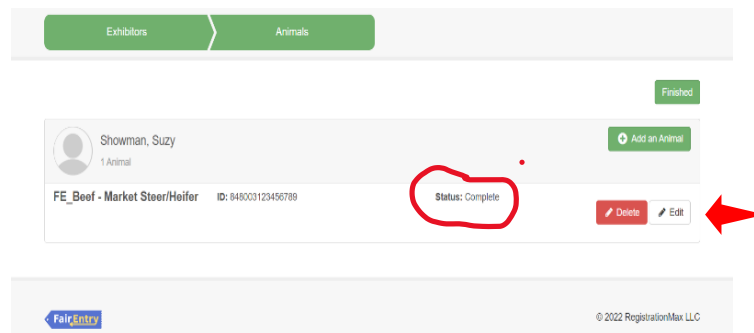 Exhibitors Animals
Finished
Showman, Suzy
1 Animal
Add an Animal
FE_Beef - Market Steer/Heifer ID: 848003123456789 Status: Complete
Delete Edit
FairEntry © 2022 RegistrationMax LLC